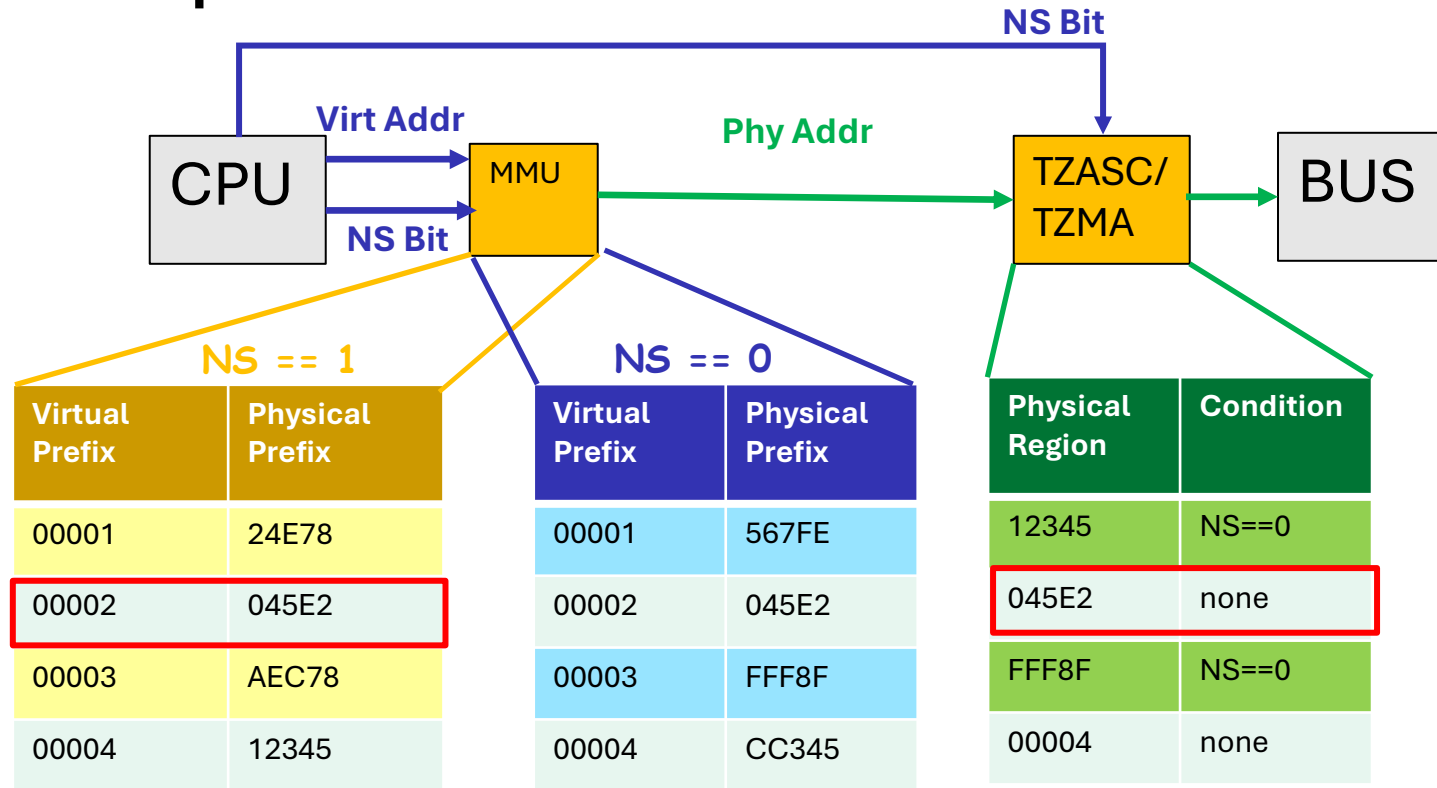 NS Bit
Virt Addr
Phy Addr
CPU
MMU
TZASC/
TZMA
BUS
NS Bit
NS == 1
NS == 0
Virtual Prefix Physical Prefix
00001 24E78
00002 045E2
00003 AEC78
00004 12345
Virtual Prefix Physical Prefix
00001 567FE
00002 045E2
00003 FFF8F
00004 CC345
Physical Region Condition
12345 NS==0
045E2 none
FFF8F NS==0
00004 none